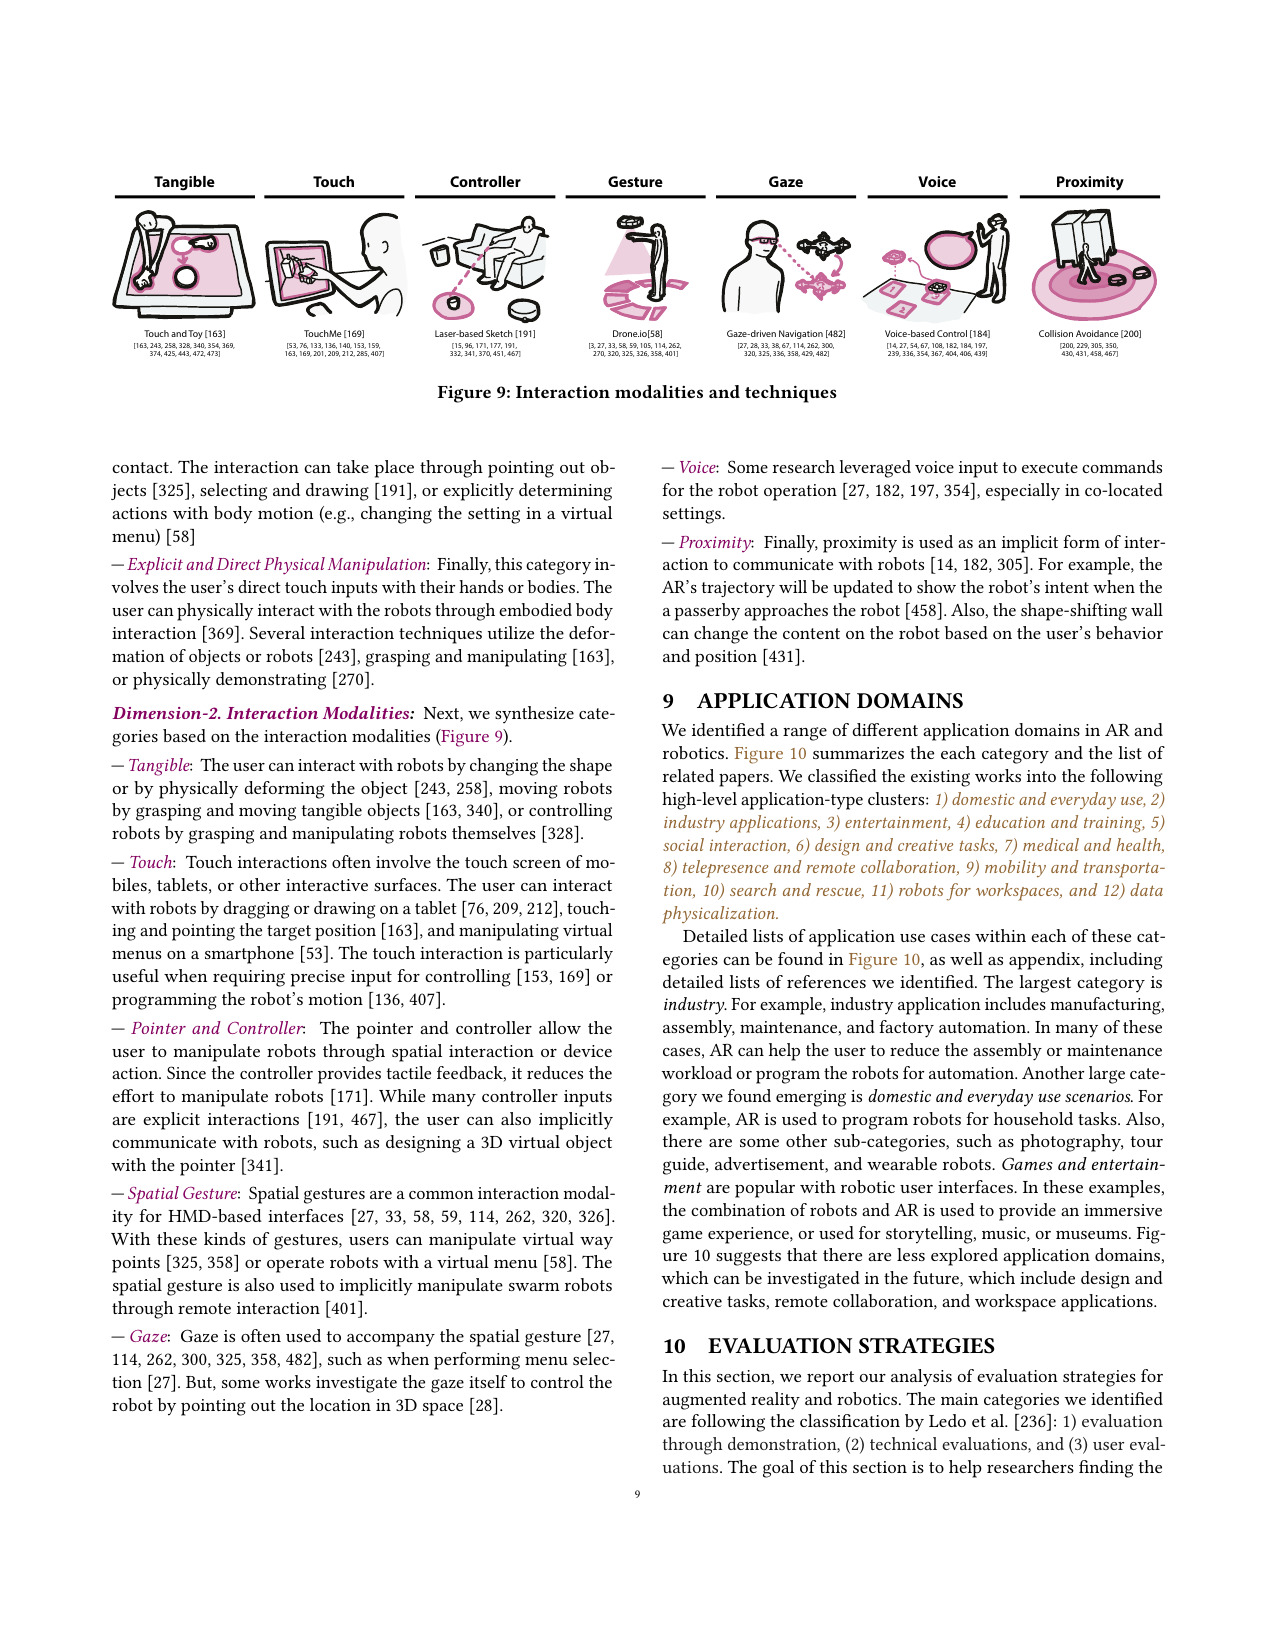 Tangible
Touch
Controller
Gesture
Gaze
Voice
Proximity
1
2
3
Touch and Toy [163]
[163, 243, 258, 328, 340, 354, 369,
374, 425, 443, 472, 473]
TouchMe [169]
[53, 76, 133, 136, 140, 153, 159,
163, 169, 201, 209, 212, 285, 407]
Laser-based Sketch [191]
[15, 96, 171, 177, 191,
332, 341, 370, 451, 467]
Drone.io[58]
[3, 27, 33, 58, 59, 105, 114, 262,
270, 320, 325, 326, 358, 401]
Gaze-driven Navigation [482]
[27, 28, 33, 38, 67, 114, 262, 300,
320, 325, 336, 358, 429, 482]
Voice-based Control [184]
[14, 27, 54, 67, 108, 182, 184, 197,
239, 336, 354, 367, 404, 406, 439]
Collision Avoidance [200]
[200, 229, 305, 350,
430, 431, 458, 467]
Figure 9: Interaction modalities and techniques
contact. The interaction can take place through pointing out ob-
jects [325], selecting and drawing [191], or explicitly determining
actions with body motion (e.g., changing the setting in a virtual
menu) [58]
— Explicit and Direct Physical Manipulation: Finally, this category in-
volves the user's direct touch inputs with their hands or bodies. The
user can physically interact with the robots through embodied body
interaction [369]. Several interaction techniques utilize the defor-
mation of objects or robots [243], grasping and manipulating [163],
or physically demonstrating [270].
Dimension-2. Interaction Modalities: Next, we synthesize cate-
gories based on the interaction modalities (Figure 9).
— Tangible: The user can interact with robots by changing the shape
or by physically deforming the object [243, 258], moving robots
by grasping and moving tangible objects [163, 340], or controlling
robots by grasping and manipulating robots themselves [328].
— Touch: Touch interactions often involve the touch screen of mo-
biles, tablets, or other interactive surfaces. The user can interact
with robots by dragging or drawing on a tablet [76, 209, 212], touch-
ing and pointing the target position [163], and manipulating virtual
menus on a smartphone [53]. The touch interaction is particularly
useful when requiring precise input for controlling [153, 169] or
programming the robot's motion [136, 407].
— Pointer and Controller: The pointer and controller allow the
user to manipulate robots through spatial interaction or device
action. Since the controller provides tactile feedback, it reduces the
effort to manipulate robots [171]. While many controller inputs
are explicit interactions [191, 467], the user can also implicitly
communicate with robots, such as designing a 3D virtual object
with the pointer [341].
— Spatial Gesture: Spatial gestures are a common interaction modal-
ity for HMD-based interfaces [27, 33, 58, 59, 114, 262, 320, 326].
With these kinds of gestures, users can manipulate virtual way
points [325, 358] or operate robots with a virtual menu [58]. The
spatial gesture is also used to implicitly manipulate swarm robots
through remote interaction [401].
— Gaze: Gaze is often used to accompany the spatial gesture [27,
114, 262, 300, 325, 358, 482], such as when performing menu selec-
tion [27]. But, some works investigate the gaze itself to control the
robot by pointing out the location in 3D space [28].
— Voice: Some research leveraged voice input to execute commands
for the robot operation [27, 182, 197, 354], especially in co-located
settings.
— Proximity: Finally, proximity is used as an implicit form of inter-
action to communicate with robots [14, 182, 305]. For example, the
AR's trajectory will be updated to show the robot's intent when the
a passerby approaches the robot [458]. Also, the shape-shifting wall
can change the content on the robot based on the user's behavior
and position [431].
9 APPLICATION DOMAINS
We identified a range of different application domains in AR and
robotics. Figure 10 summarizes the each category and the list of
related papers. We classified the existing works into the following
high-level application-type clusters: 1) domestic and everyday use, 2)
industry applications, 3) entertainment, 4) education and training, 5)
social interaction, 6) design and creative tasks, 7) medical and health,
8) telepresence and remote collaboration, 9) mobility and transporta-
tion, 10) search and rescue, 11) robots for workspaces, and 12) data
physicalization.
Detailed lists of application use cases within each of these cat-
egories can be found in Figure 10, as well as appendix, including
detailed lists of references we identified. The largest category is
industry. For example, industry application includes manufacturing,
assembly, maintenance, and factory automation. In many of these
cases, AR can help the user to reduce the assembly or maintenance
workload or program the robots for automation. Another large cate-
gory we found emerging is domestic and everyday use scenarios. For
example, AR is used to program robots for household tasks. Also,
there are some other sub-categories, such as photography, tour
guide, advertisement, and wearable robots. Games and entertain-
ment are popular with robotic user interfaces. In these examples,
the combination of robots and AR is used to provide an immersive
game experience, or used for storytelling, music, or museums. Fig-
ure 10 suggests that there are less explored application domains,
which can be investigated in the future, which include design and
creative tasks, remote collaboration, and workspace applications.
10 EVALUATION STRATEGIES
In this section, we report our analysis of evaluation strategies for
augmented reality and robotics. The main categories we identified
are following the classification by Ledo et al. [236]: 1) evaluation
through demonstration, (2) technical evaluations, and (3) user eval-
uations. The goal of this section is to help researchers finding the
9